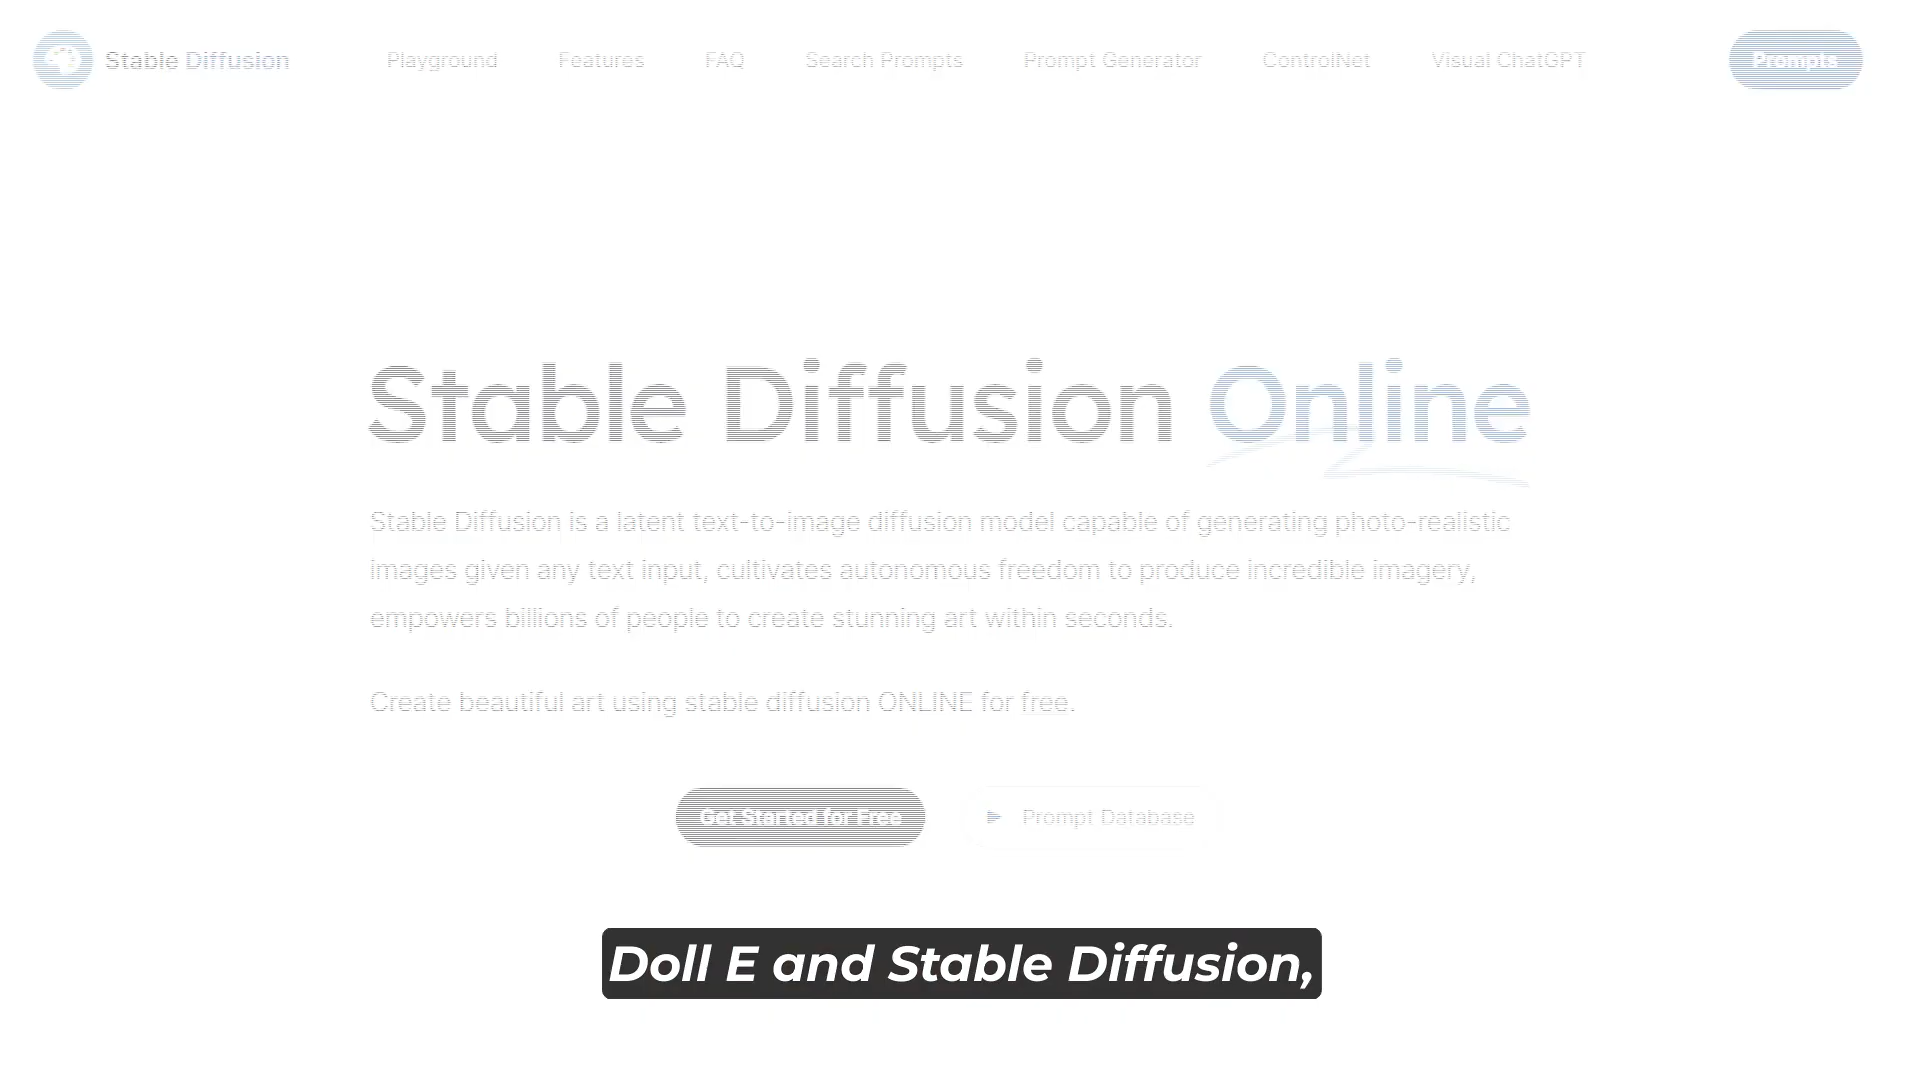 Stable Diffusion
Playground
Features
FAQ
Search Prompts
Prompt Generator
ControlNet
Visual ChatGPT
Prompts
Stable Diffusion Online
Stable Diffusion is a latent text-to-image diffusion model capable of generating photo-realistic
images given any text input, cultivates autonomous freedom to produce incredible imagery,
empowers billions of people to create stunning art within seconds.
Create beautiful art using stable diffusion ONLINE for free.
Get Started for Free
Prompt Database
Doll E and Stable Diffusion,